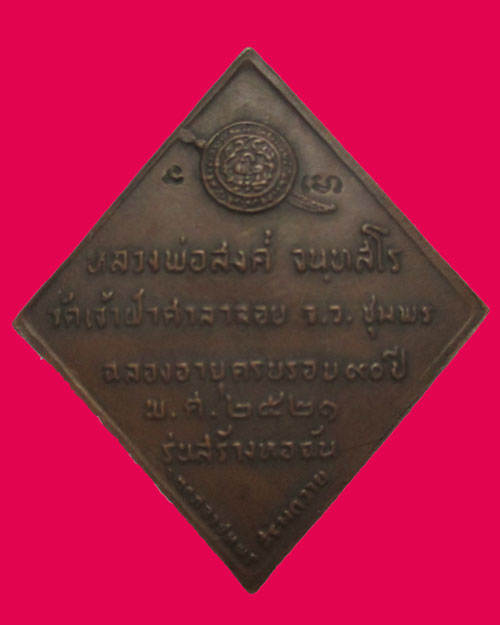 หลวงพ่อสงค์ จนฺทสโร
วัดเจ้าฟ้าศาลาลอย จ.ว. ชุมพร
ฉลองอายุครบรอบ ๙๐ ปี
พ.ศ. ๒๕๒๑
รุ่นสร้างหอฉัน